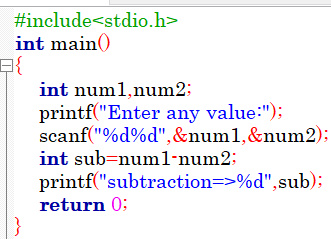 #include<stdio.h>
int main()
{
int num1,num2;
printf("Enter any value:");
scanf("%d%d",&num1,&num2);
int sub=num1-num2;
printf("subtraction=>%d",sub);
return 0;
}